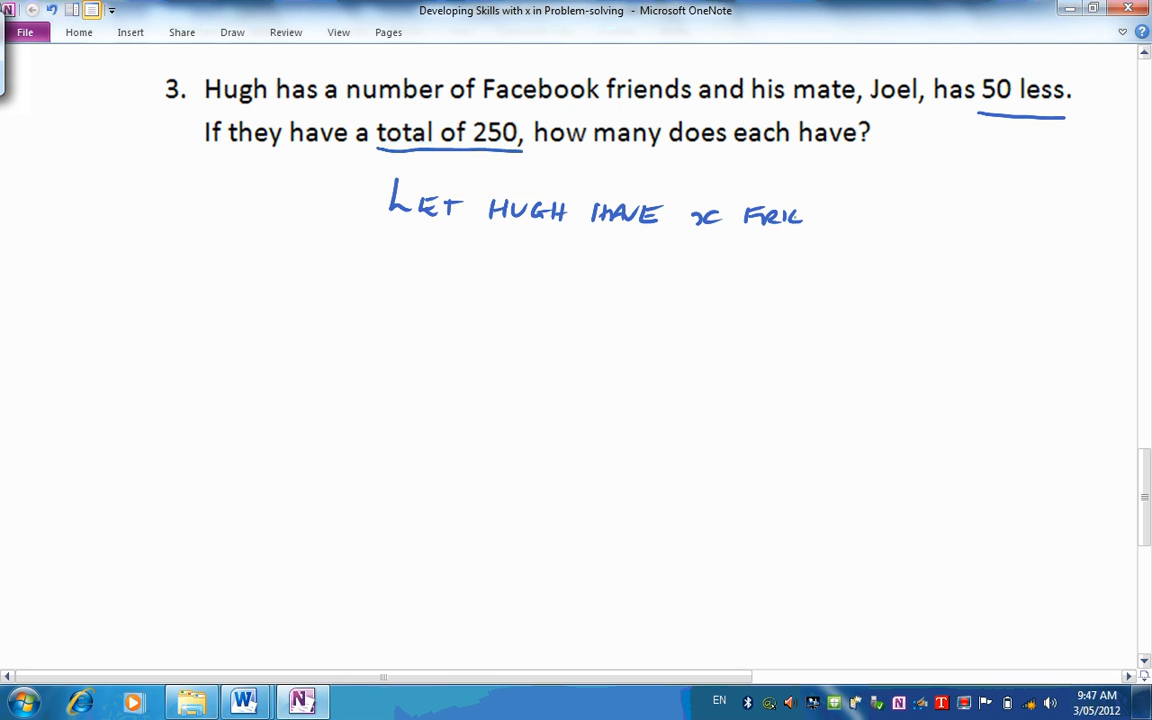 Developing Skills with x in Problem-solving - Microsoft OneNote
File Home Insert Share Draw Review View Pages
3. Hugh has a number of Facebook friends and his mate, Joel, has 50 less.
If they have a total of 250, how many does each have?
LET HUGH HAVE x FRIE
EN
9:47 AM
3/05/2012